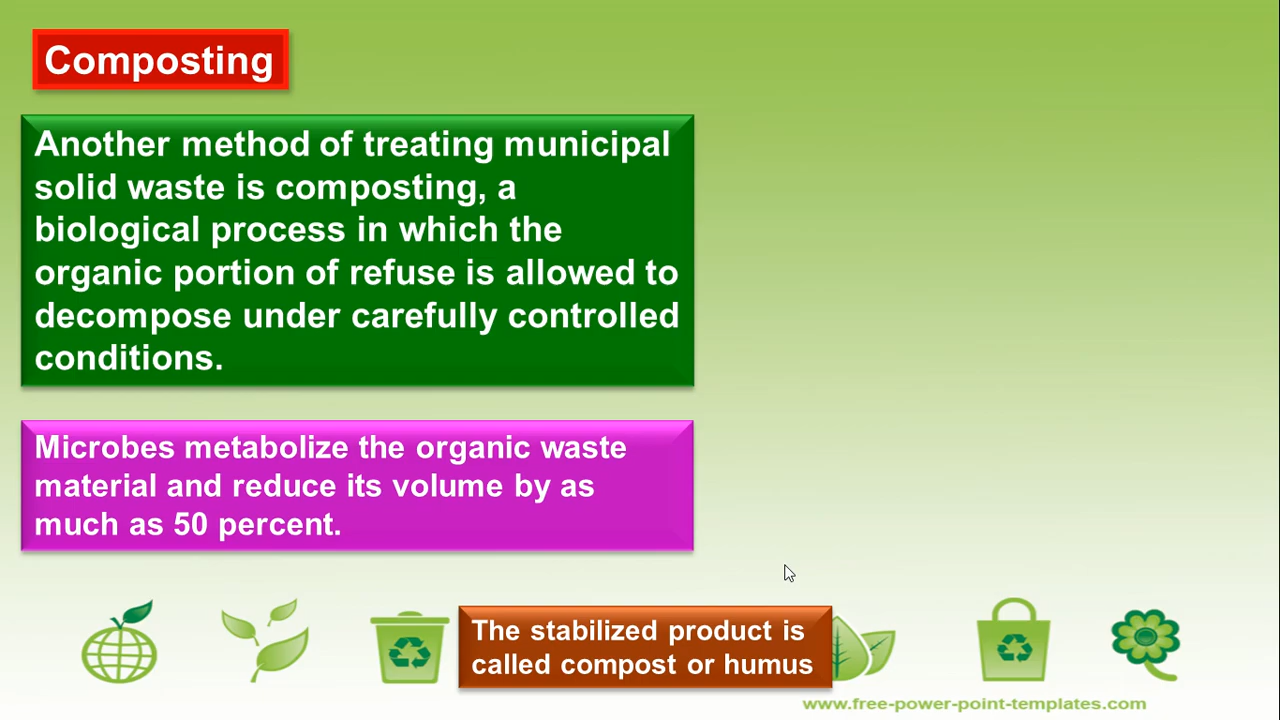 Composting
Another method of treating municipal
solid waste is composting, a
biological process in which the
organic portion of refuse is allowed to
decompose under carefully controlled
conditions.
Microbes metabolize the organic waste
material and reduce its volume by as
much as 50 percent.
The stabilized product is
called compost or humus
www.free-power-point-templates.com